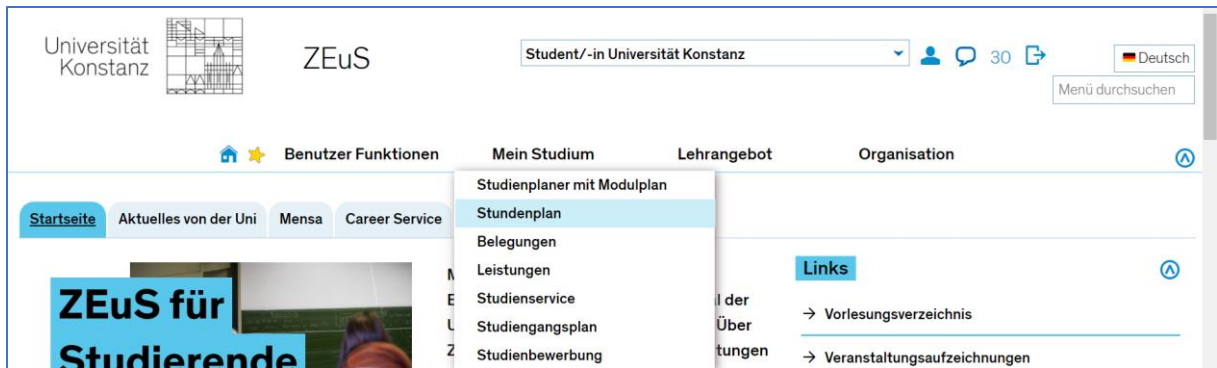 Universität
Konstanz
ZEuS
Student/-in Universität Konstanz
30
Deutsch
Menü durchsuchen
Benutzer Funktionen
Mein Studium
Lehrangebot
Organisation
Studienplaner mit Modulplan
Stundenplan
Belegungen
Leistungen
Studienservice
Studiengangsplan
Studienbewerbung
Startseite
Aktuelles von der Uni
Mensa
Career Service
ZEuS für
Studierende
der
Über
Links
→ Vorlesungsverzeichnis
→ Veranstaltungsaufzeichnungen